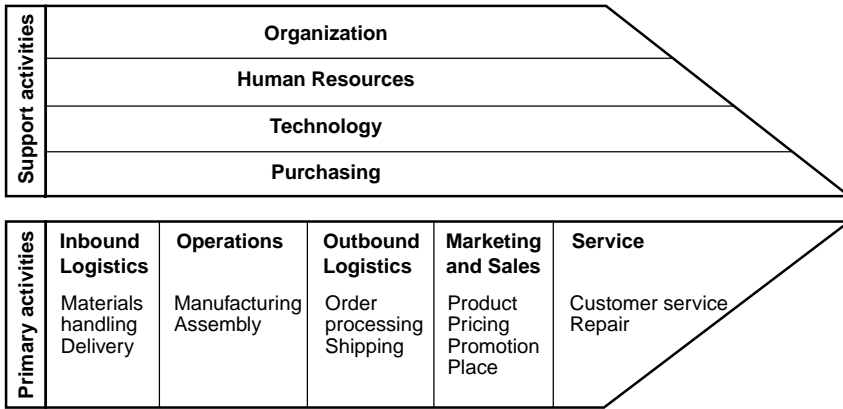 Support activities
Organization
Human Resources
Technology
Purchasing
Primary activities
Inbound
Logistics
Materials
handling
Delivery
Operations
Manufacturing
Assembly
Outbound
Logistics
Order
processing
Shipping
Marketing
and Sales
Product
Pricing
Promotion
Place
Service
Customer service
Repair